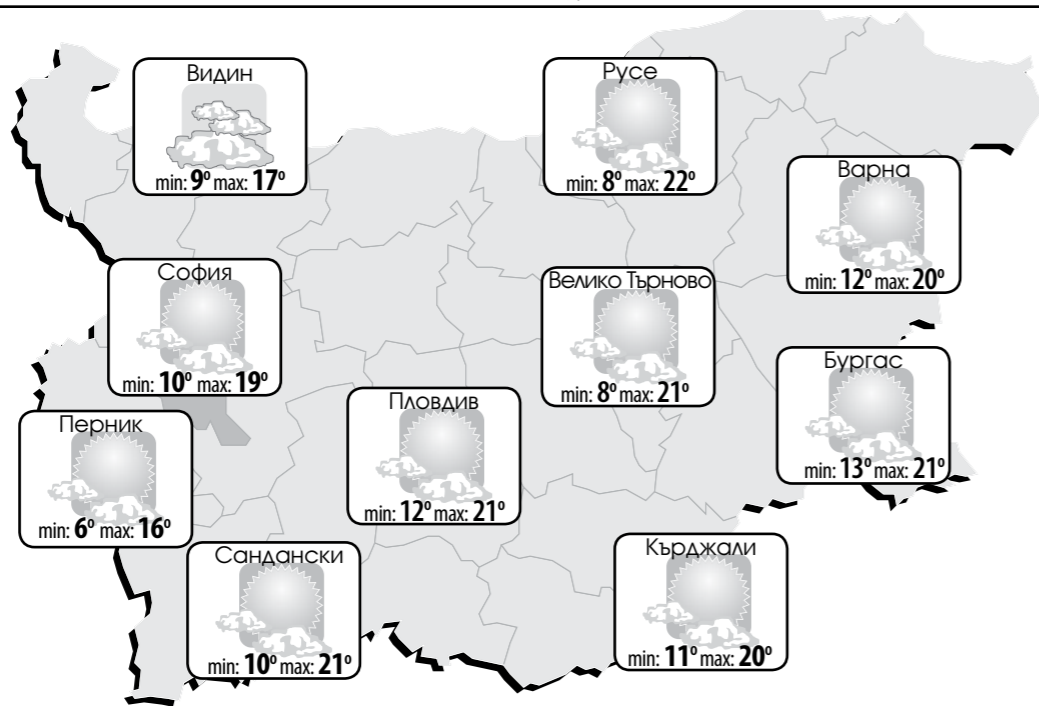 Видин
min: 9° max: 17°
Русе
min: 8° max: 22°
Варна
min: 12° max: 20°
София
min: 10° max: 19°
Велико Търново
min: 8° max: 21°
Бургас
min: 13° max: 21°
Пловдив
min: 12° max: 21°
Перник
min: 6° max: 16°
Сандански
min: 10° max: 21°
Кърджали
min: 11° max: 20°